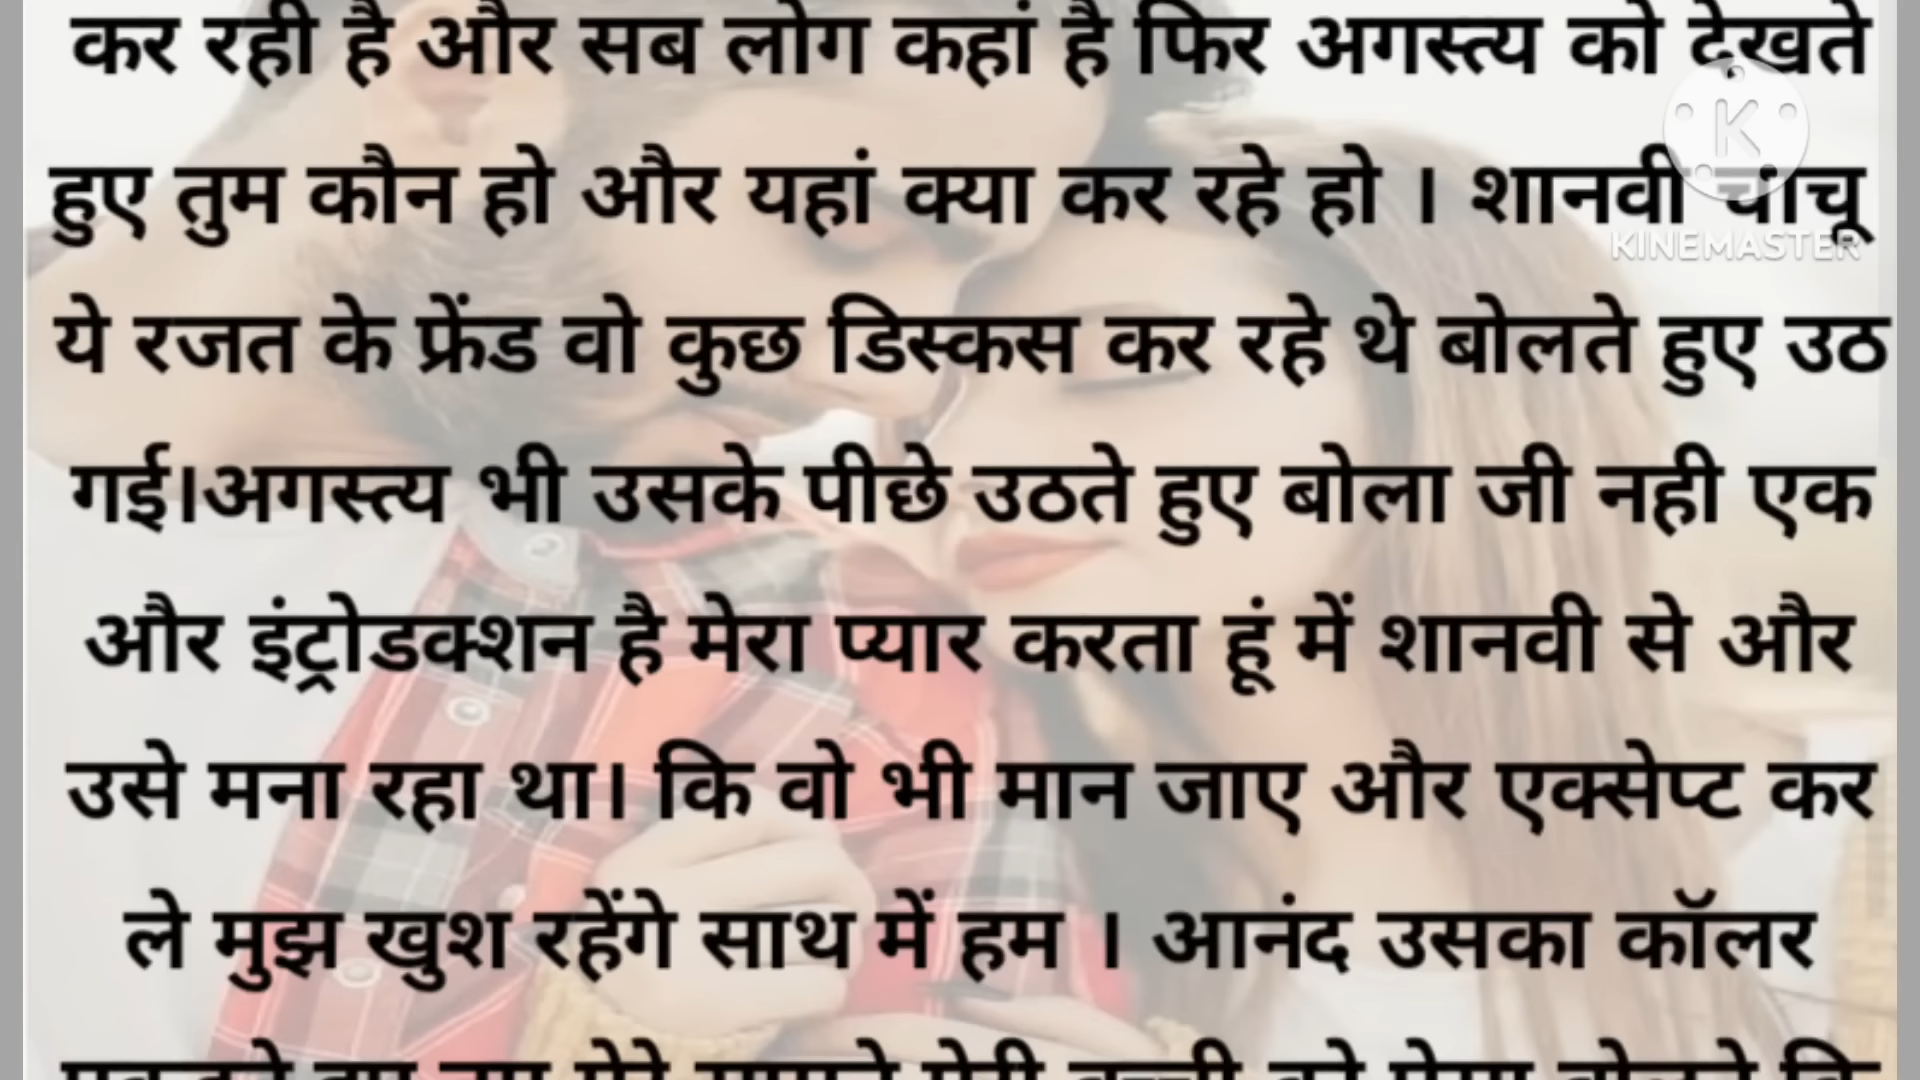 कर रही है और सब लोग कहां है फिर अगस्त्य को देखते
हुए तुम कौन हो और यहां क्या कर रहे हो । शानवी चाचू
KINEMASTER
ये रजत के फ्रेंड वो कुछ डिस्कस कर रहे थे बोलते हुए उठ
गई।अगस्त्य भी उसके पीछे उठते हुए बोला जी नही एक
और इंट्रोडक्शन है मेरा प्यार करता हूं में शानवी से और
उसे मना रहा था। कि वो भी मान जाए और एक्सेप्ट कर
ले मुझ खुश रहेंगे साथ में हम । आनंद उसका कॉलर